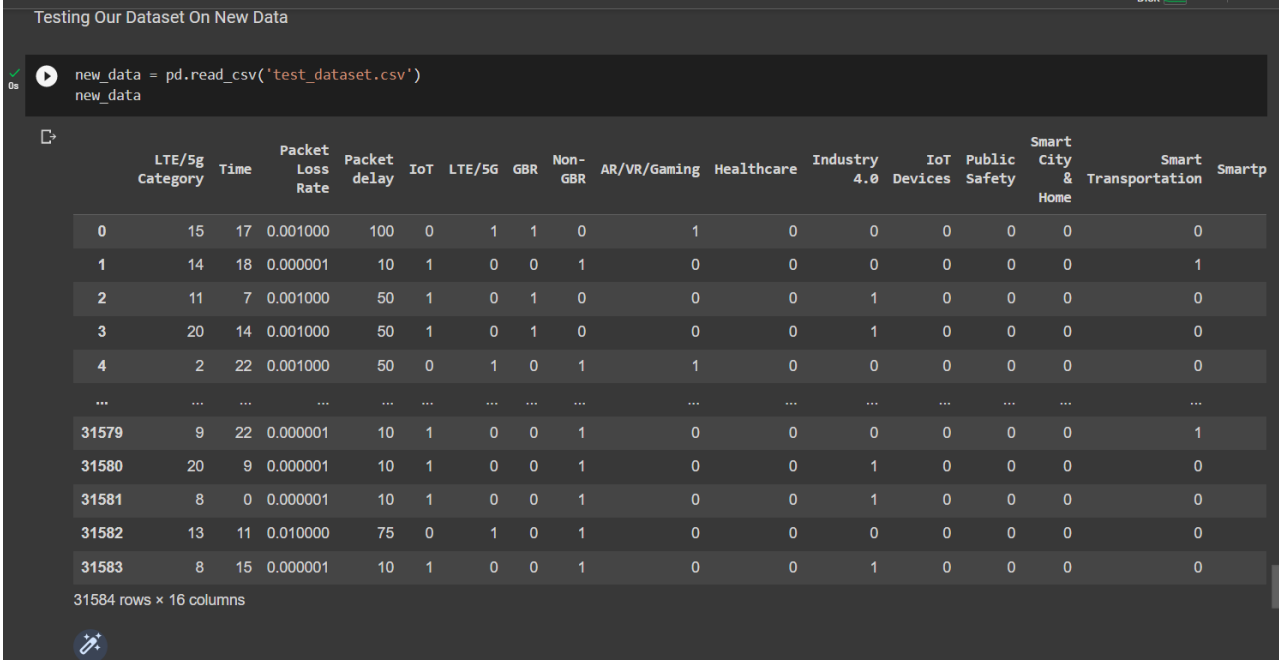 Testing Our Dataset On New Data
0s
new_data = pd.read_csv('test_dataset.csv')
new_data
LTE/5g Category Time Packet Loss Rate Packet delay IoT LTE/5G GBR Non-GBR AR/VR/Gaming Healthcare Industry 4.0 IoT Devices Public Safety Smart City & Home Smart Transportation Smartp
0 15 17 0.001000 100 0 1 1 0 1 0 0 0 0 0 0
1 14 18 0.000001 10 1 0 0 1 0 0 0 0 0 0 1
2 11 7 0.001000 50 1 0 1 0 0 0 1 0 0 0 0
3 20 14 0.001000 50 1 0 1 0 0 0 1 0 0 0 0
4 2 22 0.001000 50 0 1 0 1 1 0 0 0 0 0 0
... ... ... ... ... ... ... ... ... ... ... ... ... ... ... ...
31579 9 22 0.000001 10 1 0 0 1 0 0 0 0 0 0 1
31580 20 9 0.000001 10 1 0 0 1 0 0 1 0 0 0 0
31581 8 0 0.000001 10 1 0 0 1 0 0 1 0 0 0 0
31582 13 11 0.010000 75 0 1 0 1 0 0 0 0 0 0 0
31583 8 15 0.000001 10 1 0 0 1 0 0 1 0 0 0 0
31584 rows × 16 columns